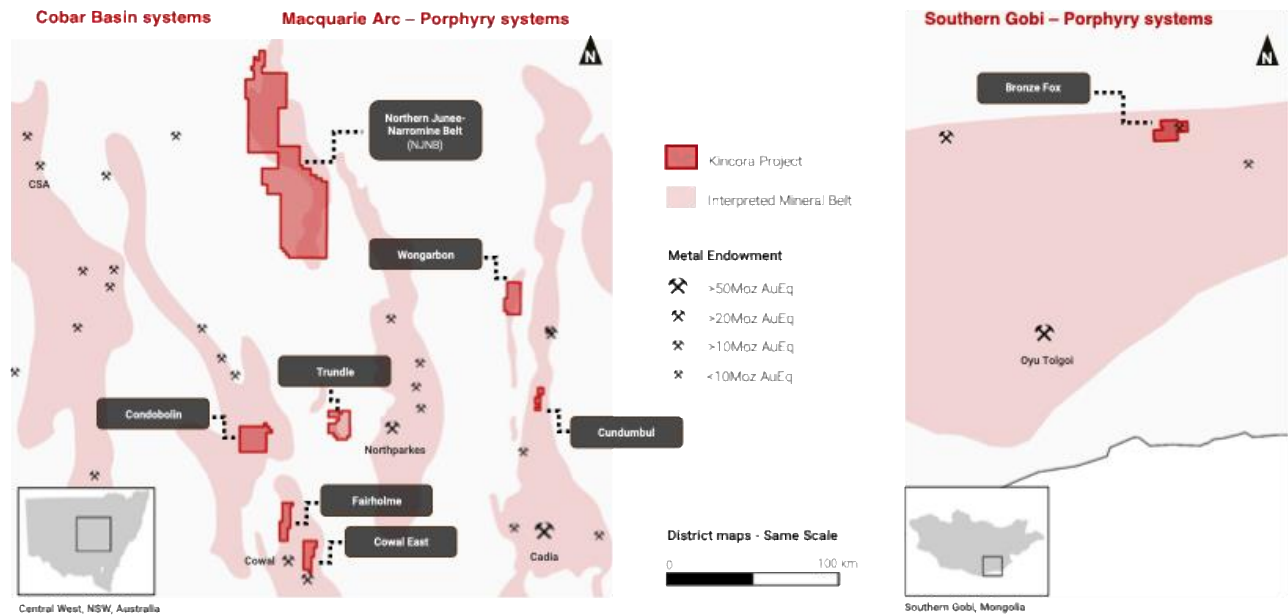 Cobar Basin systems
Macquarie Arc – Porphyry systems
Southern Gobi – Porphyry systems
N
N
Bronze Fox
Northern Junee-
Narromine Belt
(NJNB)
Kincora Project
CSA
Interpreted Mineral Belt
Wongarbon
Metal Endowment
>50Moz AuEq
>20Moz AuEq
>10Moz AuEq
<10Moz AuEq
Oyu Tolgoi
Trundle
Condobolin
Cundumbul
Northparkes
Fairholme
Cowal East
Cowal
Cadia
District maps - Same Scale
0
100 km
Central West, NSW, Australia
Southern Gobi, Mongolia